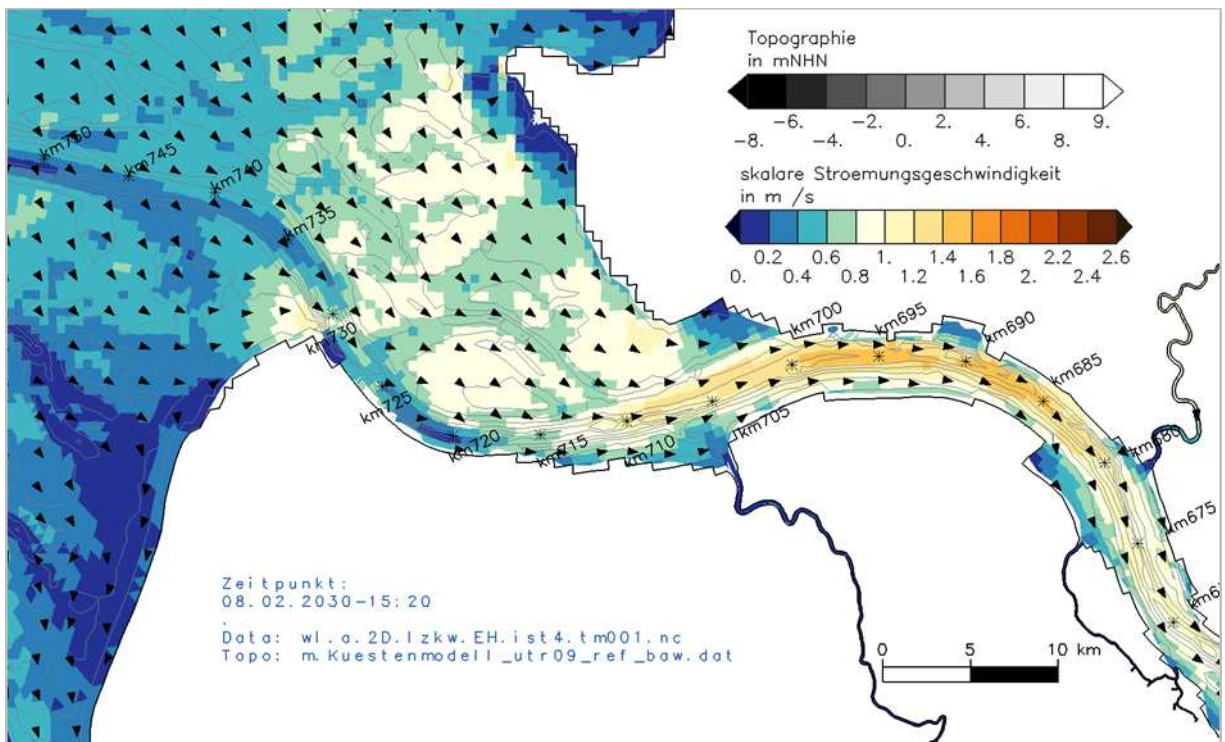 Topographie
in mNHN
-8. -6. -4. -2. 0. 2. 4. 6. 8. 9.
skalare Stroemungsgeschwindigkeit
in m /s
0. 0.2 0.4 0.6 0.8 1. 1.2 1.4 1.6 1.8 2. 2.2 2.4 2.6
km750
km745
km740
km735
km730
km725
km720
km715
km710
km705
km700
km695
km690
km685
km680
km675
Zeitpunkt:
08.02.2030-15:20
.
Data: wl.a.2D.lzkw.EH.ist4.tm001.nc
Topo: m.Kuestenmodell_utr09_ref_baw.dat
0 5 10 km